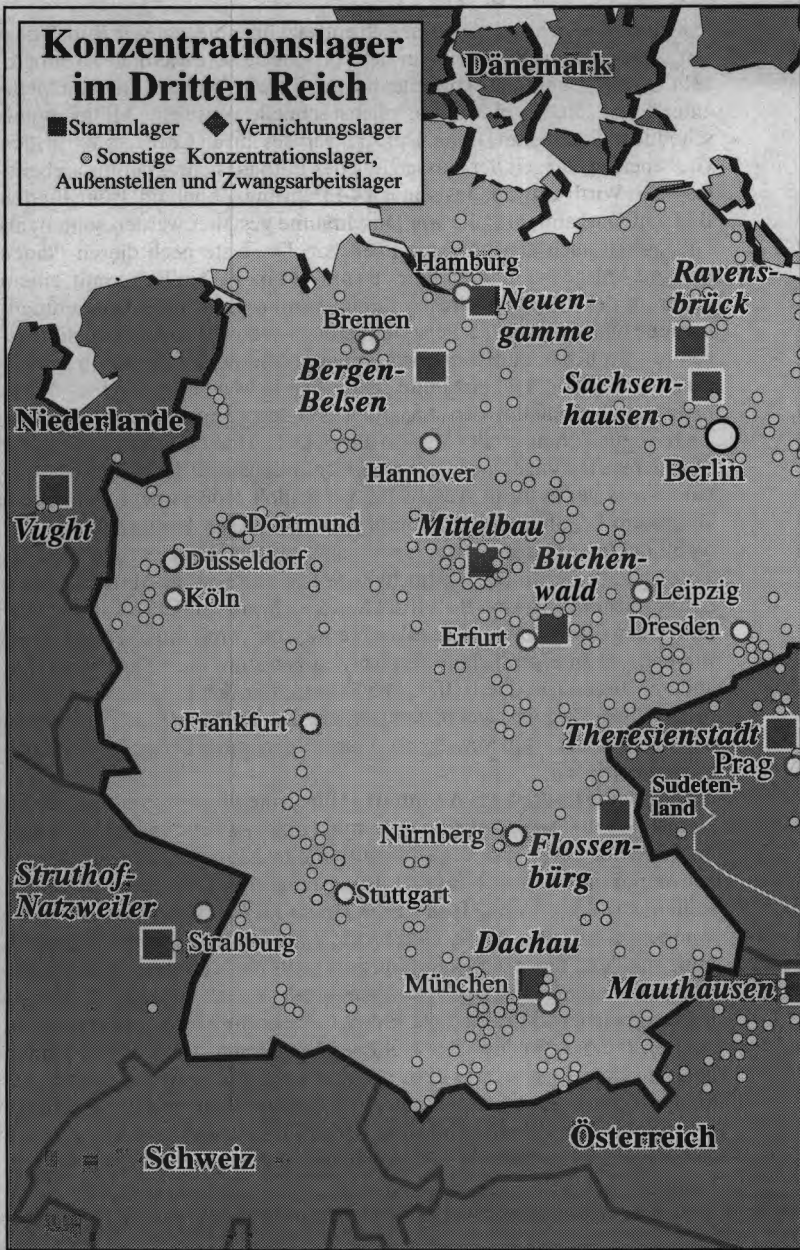 Konzentrationslager
im Dritten Reich
Stammlager Vernichtungslager
Sonstige Konzentrationslager,
Außenstellen und Zwangsarbeitslager
Dänemark
Hamburg
Neuen-
gamme
Ravens-
brück
Bremen
Bergen-
Belsen
Sachsen-
hausen
Niederlande
Hannover
Berlin
Vught
Dortmund
Mittelbau
Düsseldorf
Buchen-
wald
Köln
Leipzig
Erfurt
Dresden
Frankfurt
Theresienstadt
Prag
Sudeten-
land
Nürnberg
Flossen-
bürg
Struthof-
Natzweiler
Stuttgart
Straßburg
Dachau
München
Mauthausen
Österreich
Schweiz